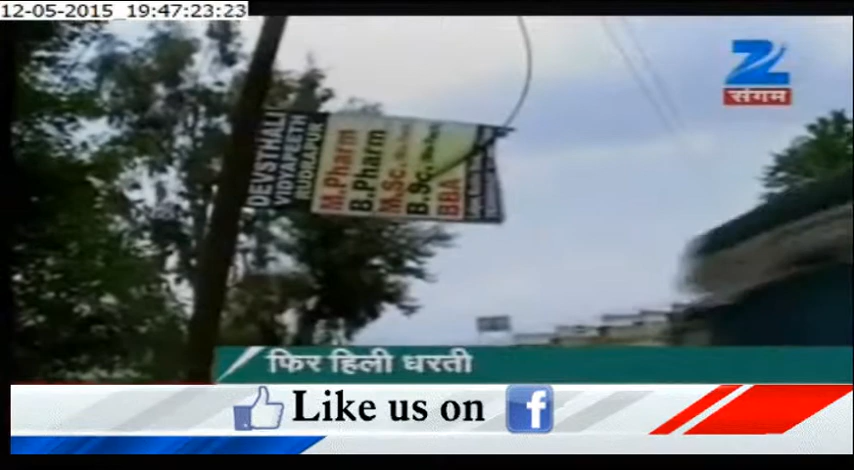 12-05-2015 19:47:23:23
संगम
DEVSTHALI
VIDYAPEETH
RUDRAPUR
M.Pharm
B.Pharm
M.Sc.
B.Sc.
BBA
फिर हिली धरती
Like us on f